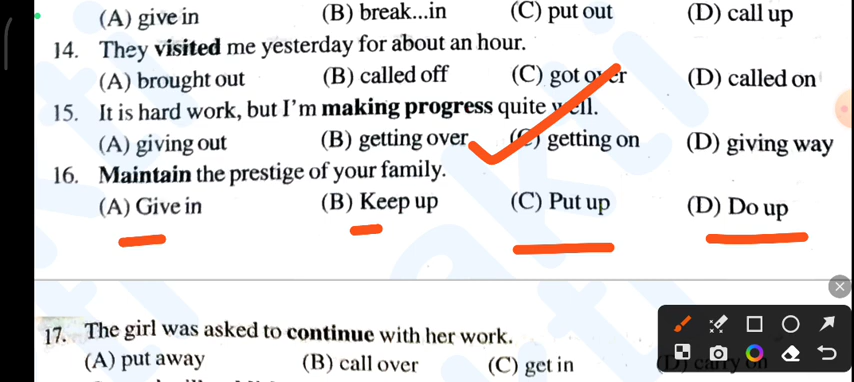 (A) give in (B) break...in (C) put out (D) call up
14. They visited me yesterday for about an hour.
(A) brought out (B) called off (C) got over (D) called on
15. It is hard work, but I'm making progress quite well.
(A) giving out (B) getting over (C) getting on (D) giving way
16. Maintain the prestige of your family.
(A) Give in (B) Keep up (C) Put up (D) Do up
17. The girl was asked to continue with her work.
(A) put away (B) call over (C) get in (D) carry on